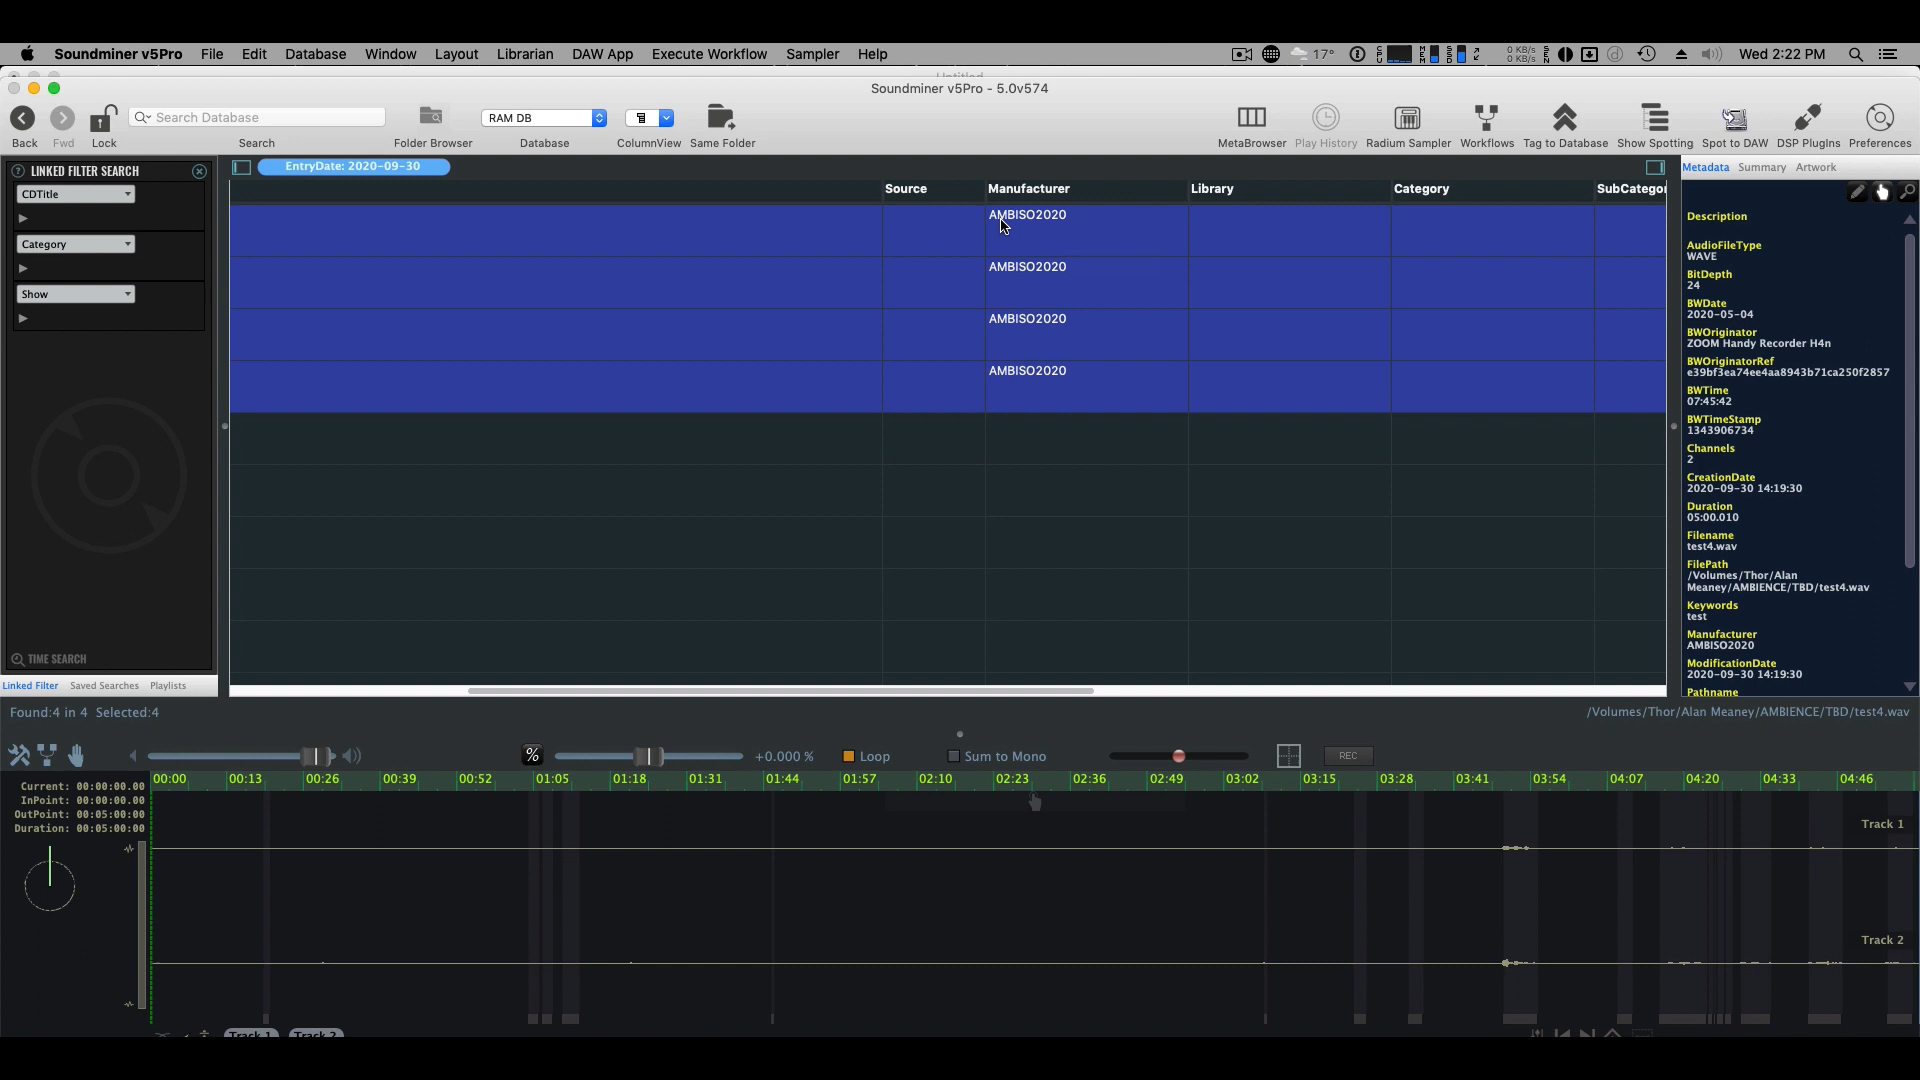 Soundminer v5Pro File Edit Database Window Layout Librarian DAW App Execute Workflow Sampler Help
17° 0 KB/s 0 KB/s Wed 2:22 PM
Soundminer v5Pro - 5.0v574
Search Database RAM DB
Back Fwd Lock Search Folder Browser Database ColumnView Same Folder MetaBrowser Play History Radium Sampler Workflows Tag to Database Show Spotting Spot to DAW DSP PlugIns Preferences
LINKED FILTER SEARCH
CDTitle
Category
Show
TIME SEARCH
Linked Filter Saved Searches Playlists
EntryDate: 2020-09-30
Source Manufacturer Library Category SubCategor
AMBISO2020
AMBISO2020
AMBISO2020
AMBISO2020
Metadata Summary Artwork
Description
AudioFileType
WAVE
BitDepth
24
BWDate
2020-05-04
BWOriginator
ZOOM Handy Recorder H4n
BWOriginatorRef
e39bf3ea74ee4aa8943b71ca250f2857
BWTime
07:45:42
BWTimeStamp
1343906734
Channels
2
CreationDate
2020-09-30 14:19:30
Duration
05:00.010
Filename
test4.wav
FilePath
/Volumes/Thor/Alan
Meaney/AMBIENCE/TBD/test4.wav
Keywords
test
Manufacturer
AMBISO2020
ModificationDate
2020-09-30 14:19:30
Pathname
Found:4 in 4 Selected:4 /Volumes/Thor/Alan Meaney/AMBIENCE/TBD/test4.wav
% +0.000 % Loop Sum to Mono REC
00:00 00:13 00:26 00:39 00:52 01:05 01:18 01:31 01:44 01:57 02:10 02:23 02:36 02:49 03:02 03:15 03:28 03:41 03:54 04:07 04:20 04:33 04:46
Current: 00:00:00.00
InPoint: 00:00:00.00
OutPoint: 00:05:00:00
Duration: 00:05:00:00
Track 1
Track 2
Track 1 Track 2